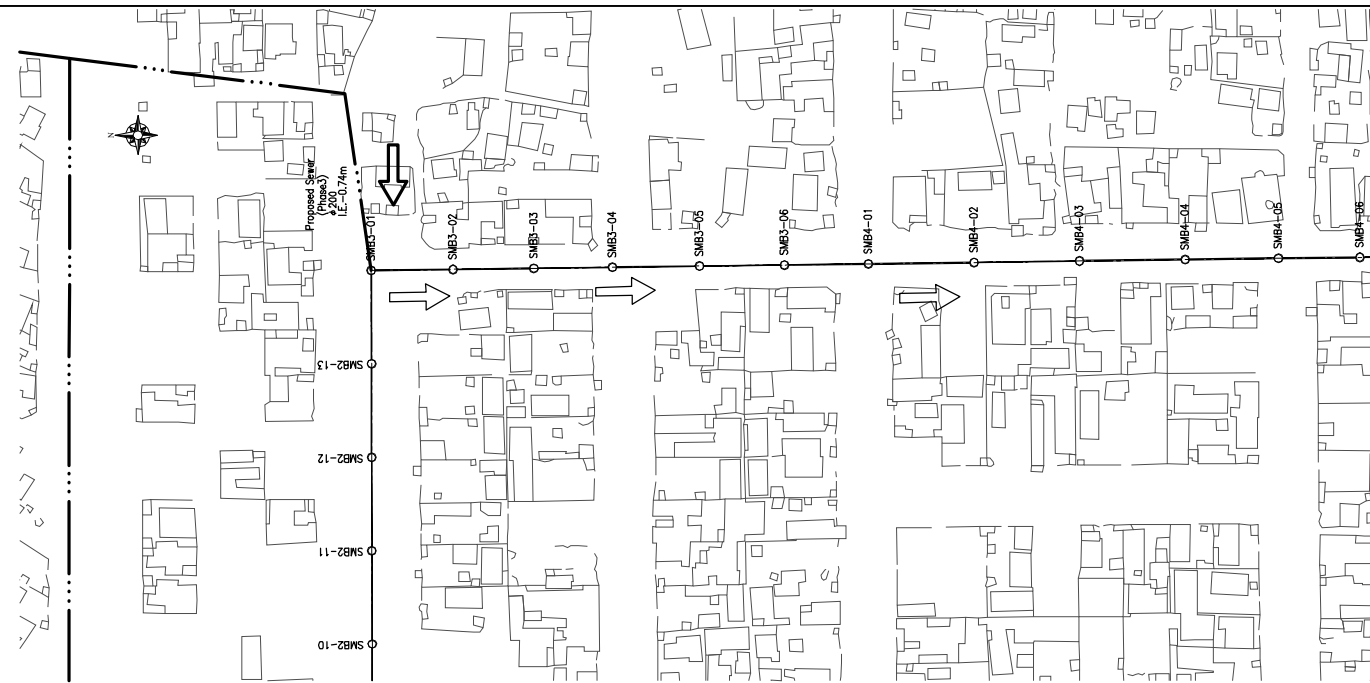 N
Proposed Sewer
(Phase3)
φ200
I.E.-0.74m
SMB3-01
SMB3-02
SMB3-03
SMB3-04
SMB3-05
SMB3-06
SMB4-01
SMB4-02
SMB4-03
SMB4-04
SMB4-05
SMB4-06
SMB2-13
SMB2-12
SMB2-11
SMB2-10